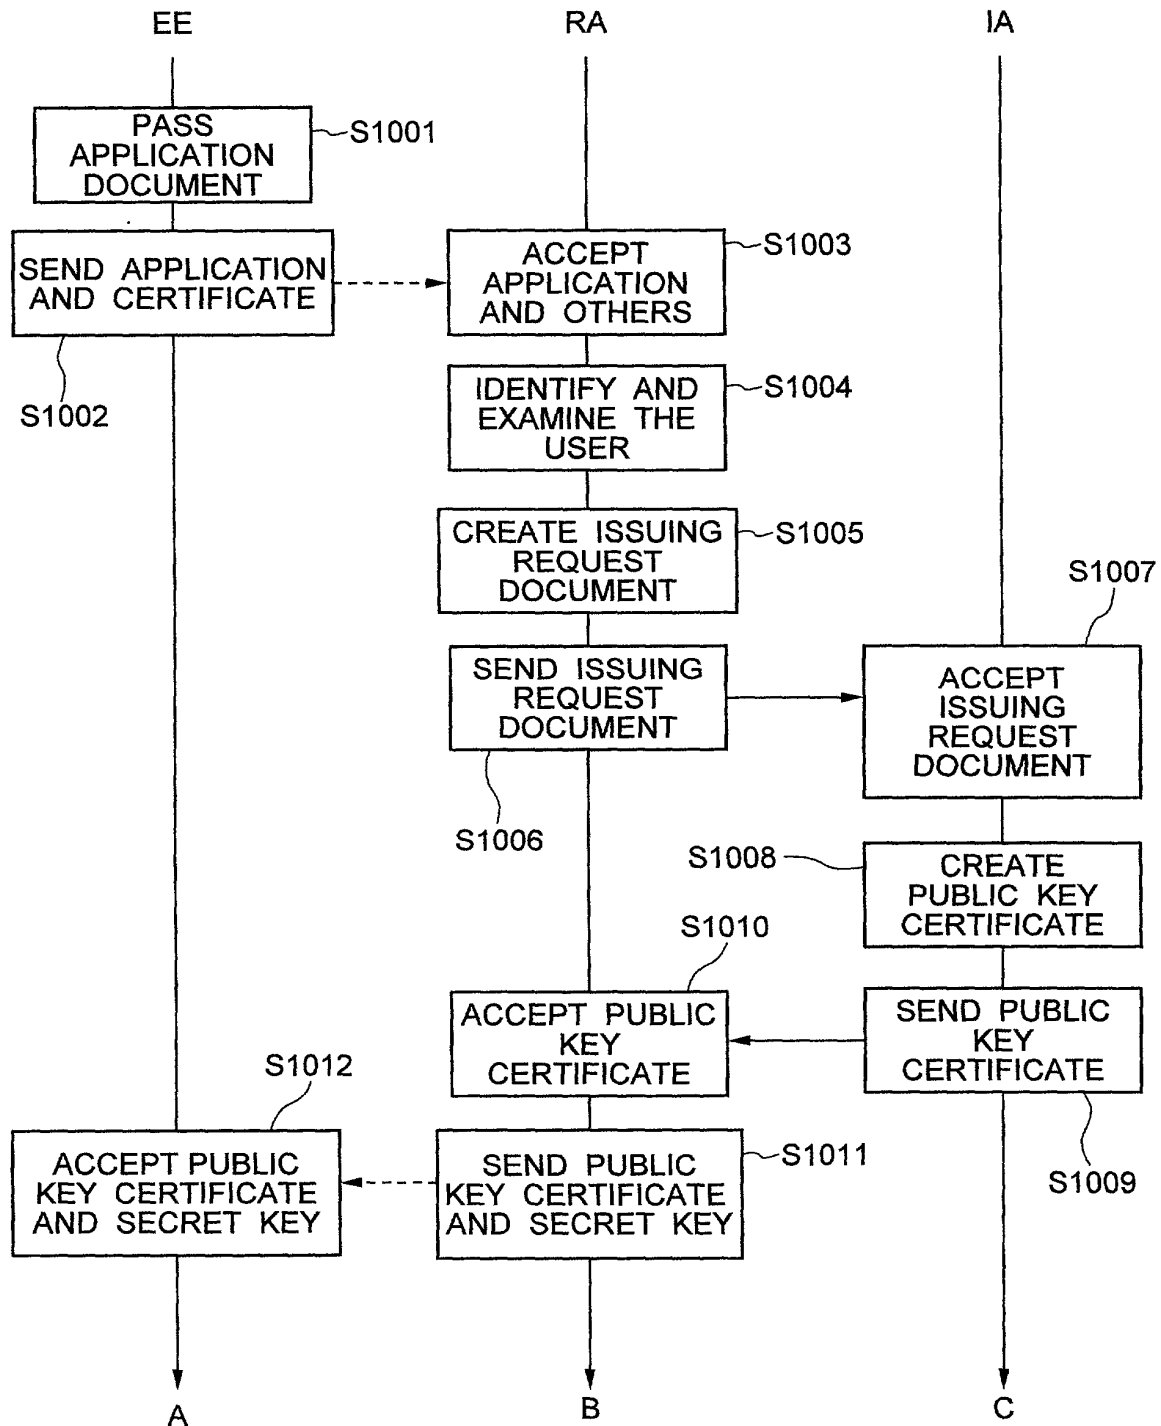 EE
RA
IA
PASS
APPLICATION
DOCUMENT
S1001
SEND APPLICATION
AND CERTIFICATE
S1002
ACCEPT
APPLICATION
AND OTHERS
S1003
IDENTIFY AND
EXAMINE THE
USER
S1004
CREATE ISSUING
REQUEST
DOCUMENT
S1005
SEND ISSUING
REQUEST
DOCUMENT
S1006
S1007
ACCEPT
ISSUING
REQUEST
DOCUMENT
S1008
CREATE
PUBLIC KEY
CERTIFICATE
SEND PUBLIC
KEY
CERTIFICATE
S1009
S1010
ACCEPT PUBLIC
KEY
CERTIFICATE
SEND PUBLIC
KEY CERTIFICATE
AND SECRET KEY
S1011
S1012
ACCEPT PUBLIC
KEY CERTIFICATE
AND SECRET KEY
A
B
C